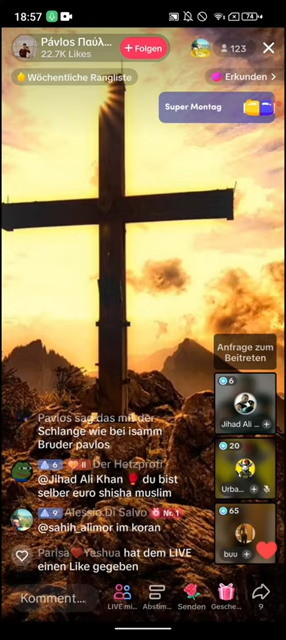 18:57
74
Pávlos Παύλ...
22.7K Likes
+ Folgen
123
Wöchentliche Rangliste
Erkunden >
Super Montag
Anfrage zum
Beitreten
6
Jihad Ali ...
20
Urba...
65
buu
Pavlos sag das mit der
Schlange wie bei isamm
Bruder pavlos
6 II Der Hetzprofi
@Jihad Ali Khan du bist
selber euro shisha muslim
9 Alessio Di Salvo Nr. 1
@sahih_alimor im koran
Parisa Yeshua hat dem LIVE
einen Like gegeben
Komment...
LIVE mi...
Abstim...
Senden
Gesche...
9